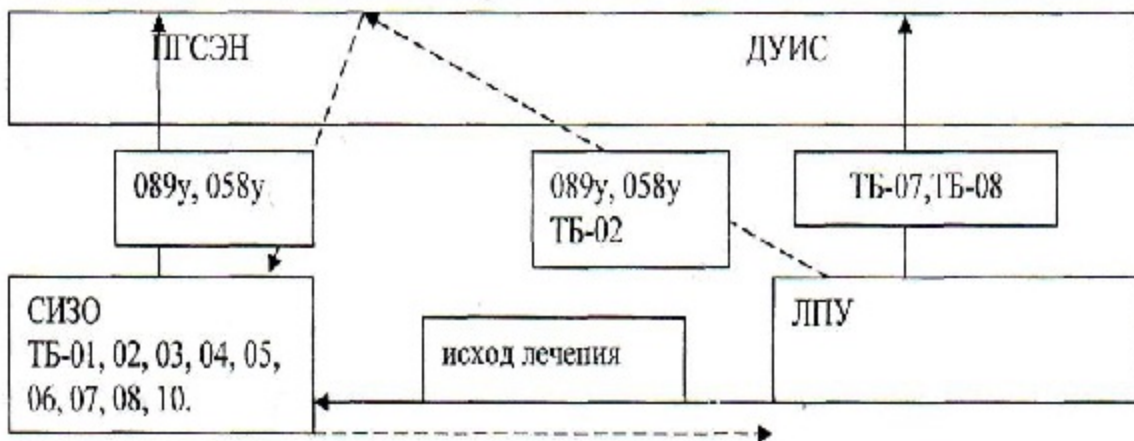 ПГСЭН
ДУИС
089у, 058у
089у, 058у
ТБ-02
ТБ-07,ТБ-08
СИЗО
ТБ-01, 02, 03, 04, 05,
06, 07, 08, 10.
исход лечения
ЛПУ